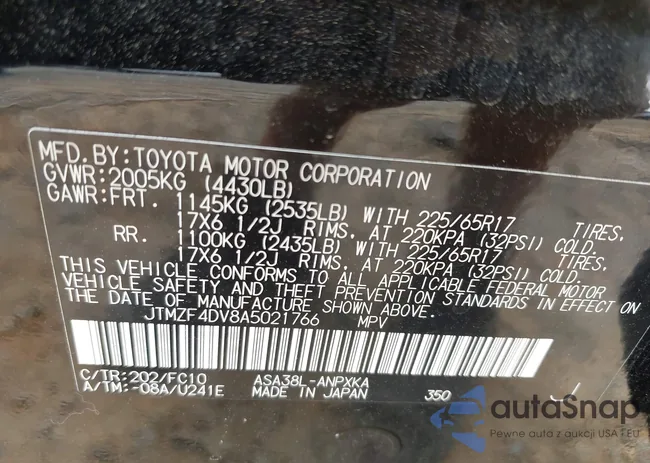 MFD.BY:TOYOTA MOTOR CORPORATION
GVWR:2005KG (4430LB)
GAWR:FRT. 1145KG (2535LB) WITH 225/65R17 TIRES,
17X6 1/2J RIMS, AT 220KPA (32PSI) COLD.
RR. 1100KG (2435LB) WITH 225/65R17 TIRES,
17X6 1/2J RIMS, AT 220KPA (32PSI) COLD.
THIS VEHICLE CONFORMS TO ALL APPLICABLE FEDERAL MOTOR
VEHICLE SAFETY AND THEFT PREVENTION STANDARDS IN EFFECT ON
THE DATE OF MANUFACTURE SHOWN ABOVE.
JTMZF4DV8A5021766 MPV
C/TR:202/FC10 ASA38L-ANPXKA
A/TM:-08A/U241E MADE IN JAPAN 350
autaSnap
Pewne auta z aukcji USA i EU